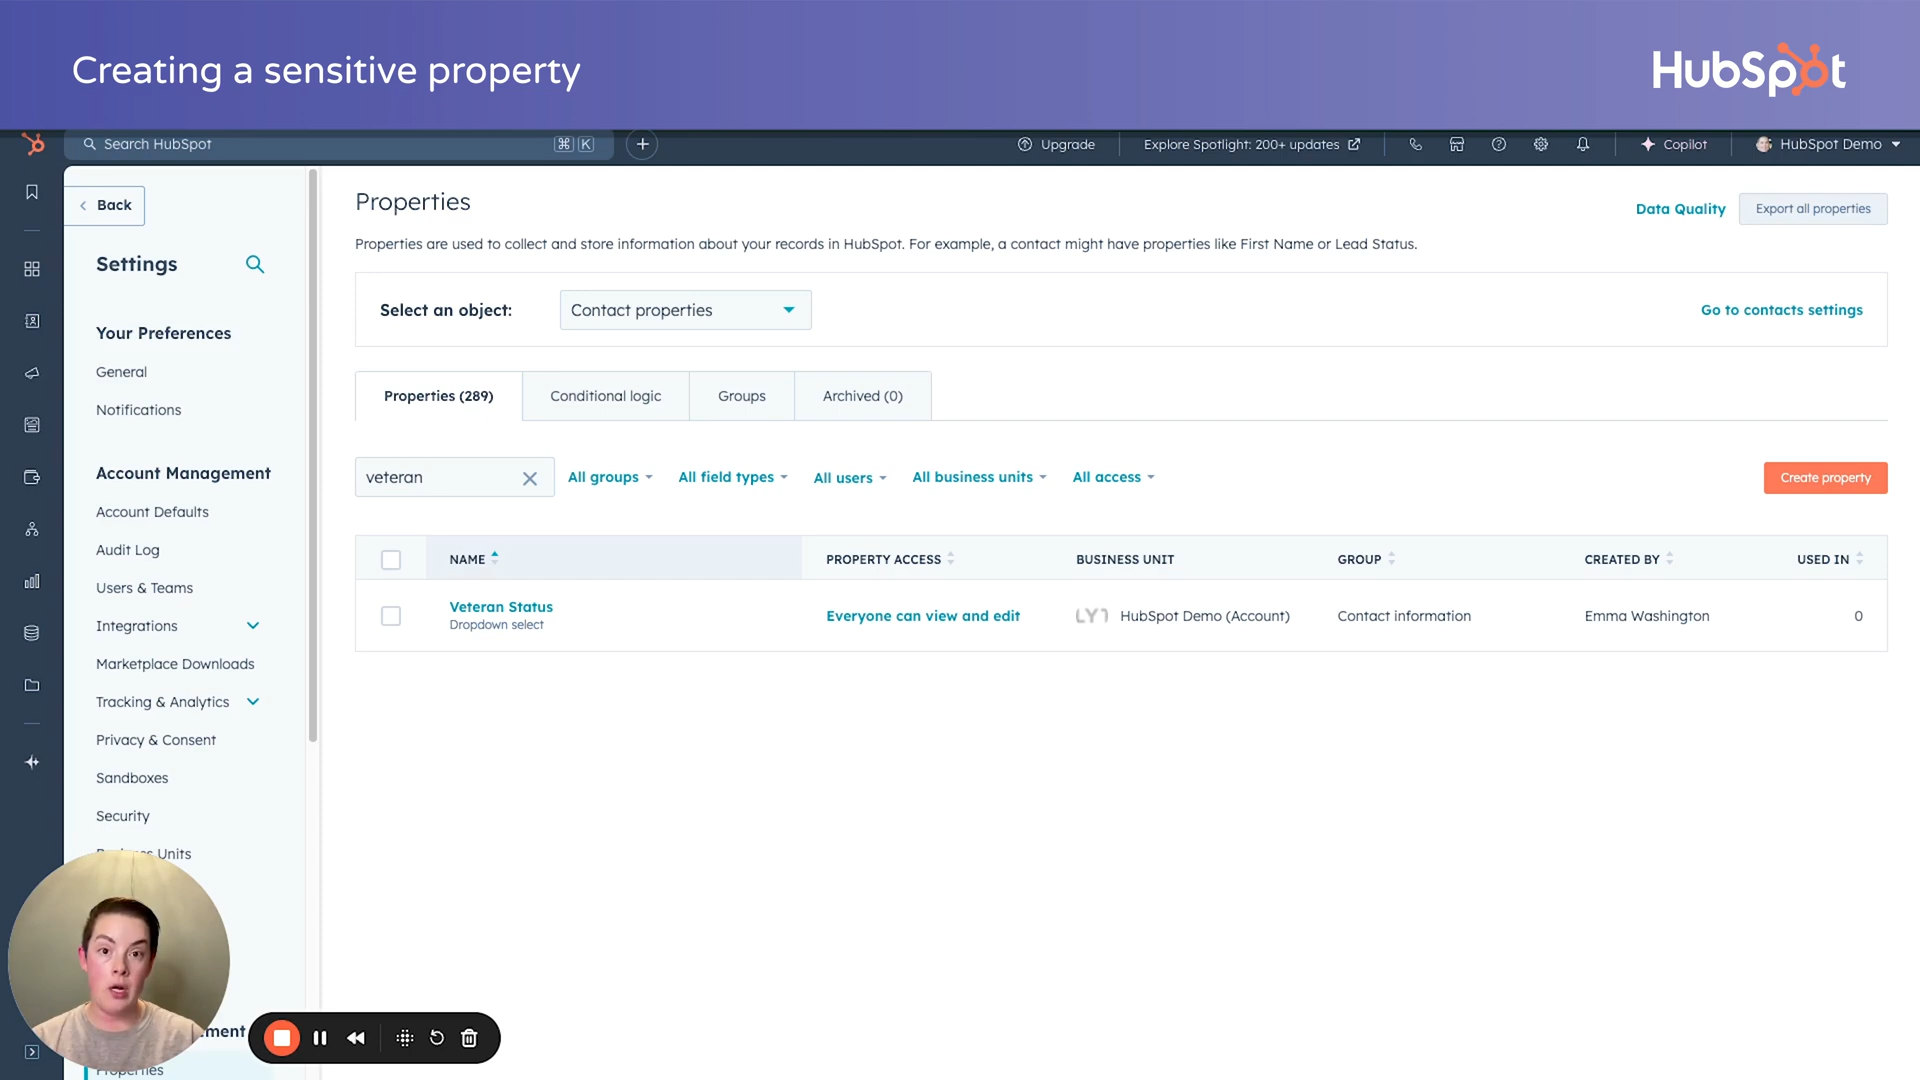 Creating a sensitive property
HubSpot
Search HubSpot
⌘ K
Upgrade
Explore Spotlight: 200+ updates
Copilot
HubSpot Demo
Back
Settings
Your Preferences
General
Notifications
Account Management
Account Defaults
Audit Log
Users & Teams
Integrations
Marketplace Downloads
Tracking & Analytics
Privacy & Consent
Sandboxes
Security
Units
Properties
Properties
Data Quality
Export all properties
Properties are used to collect and store information about your records in HubSpot. For example, a contact might have properties like First Name or Lead Status.
Select an object:
Contact properties
Go to contacts settings
Properties (289)
Conditional logic
Groups
Archived (0)
veteran
All groups
All field types
All users
All business units
All access
Create property
NAME
PROPERTY ACCESS
BUSINESS UNIT
GROUP
CREATED BY
USED IN
Veteran Status
Dropdown select
Everyone can view and edit
HubSpot Demo (Account)
Contact information
Emma Washington
0